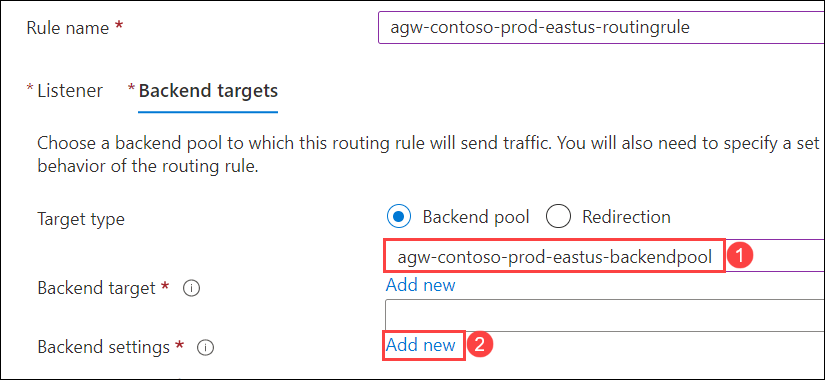 Rule name * agw-contoso-prod-eastus-routingrule
* Listener * Backend targets
Choose a backend pool to which this routing rule will send traffic. You will also need to specify a set
behavior of the routing rule.
Target type Backend pool Redirection
agw-contoso-prod-eastus-backendpool 1
Backend target * Add new
Backend settings * Add new 2